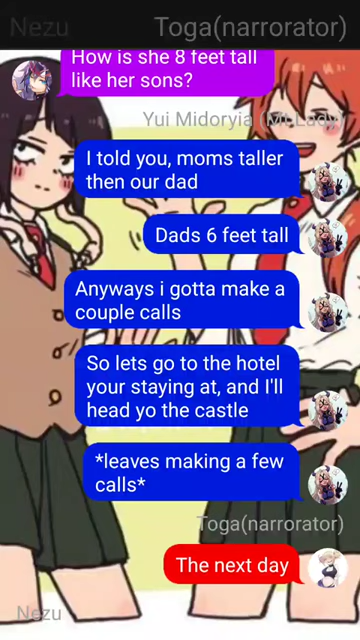 Nezu
Toga(narrorator)
How is she 8 feet tall
like her sons?
Yui Midoryia (Mt.Lady)
I told you, moms taller
then our dad
Dads 6 feet tall
Anyways i gotta make a
couple calls
So lets go to the hotel
your staying at, and I'll
head yo the castle
*leaves making a few
calls*
Toga(narrorator)
The next day
Nezu